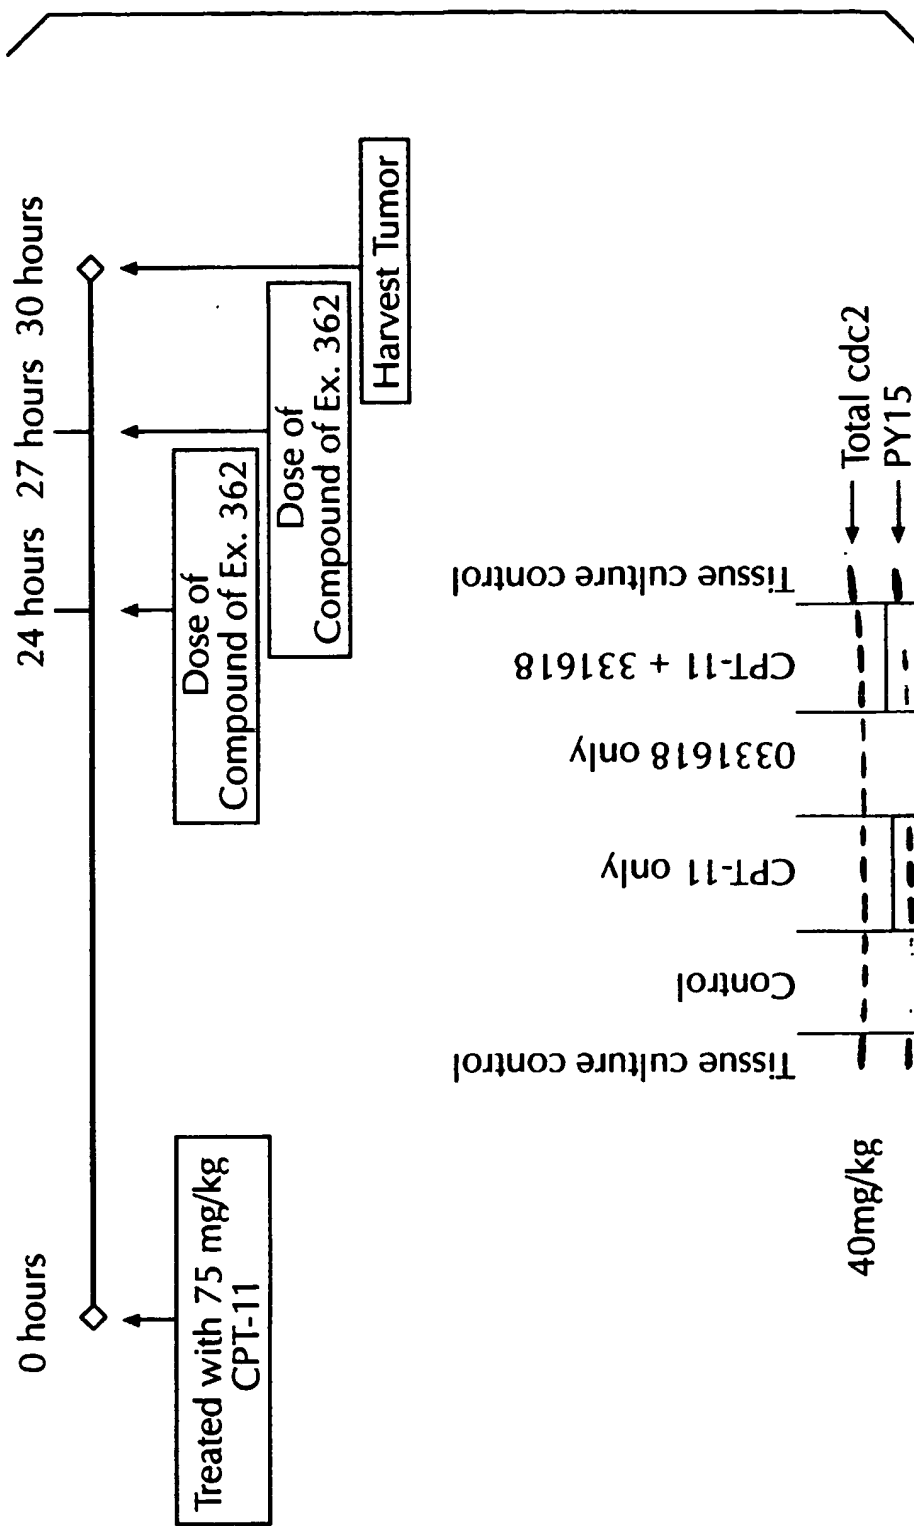 0 hours
24 hours
27 hours
30 hours
Treated with 75 mg/kg
CPT-11
Dose of
Compound of Ex. 362
Dose of
Compound of Ex. 362
Harvest Tumor
40mg/kg
Tissue culture control
Control
CPT-11 only
0331618 only
CPT-11 + 331618
Tissue culture control
Total cdc2
PY15